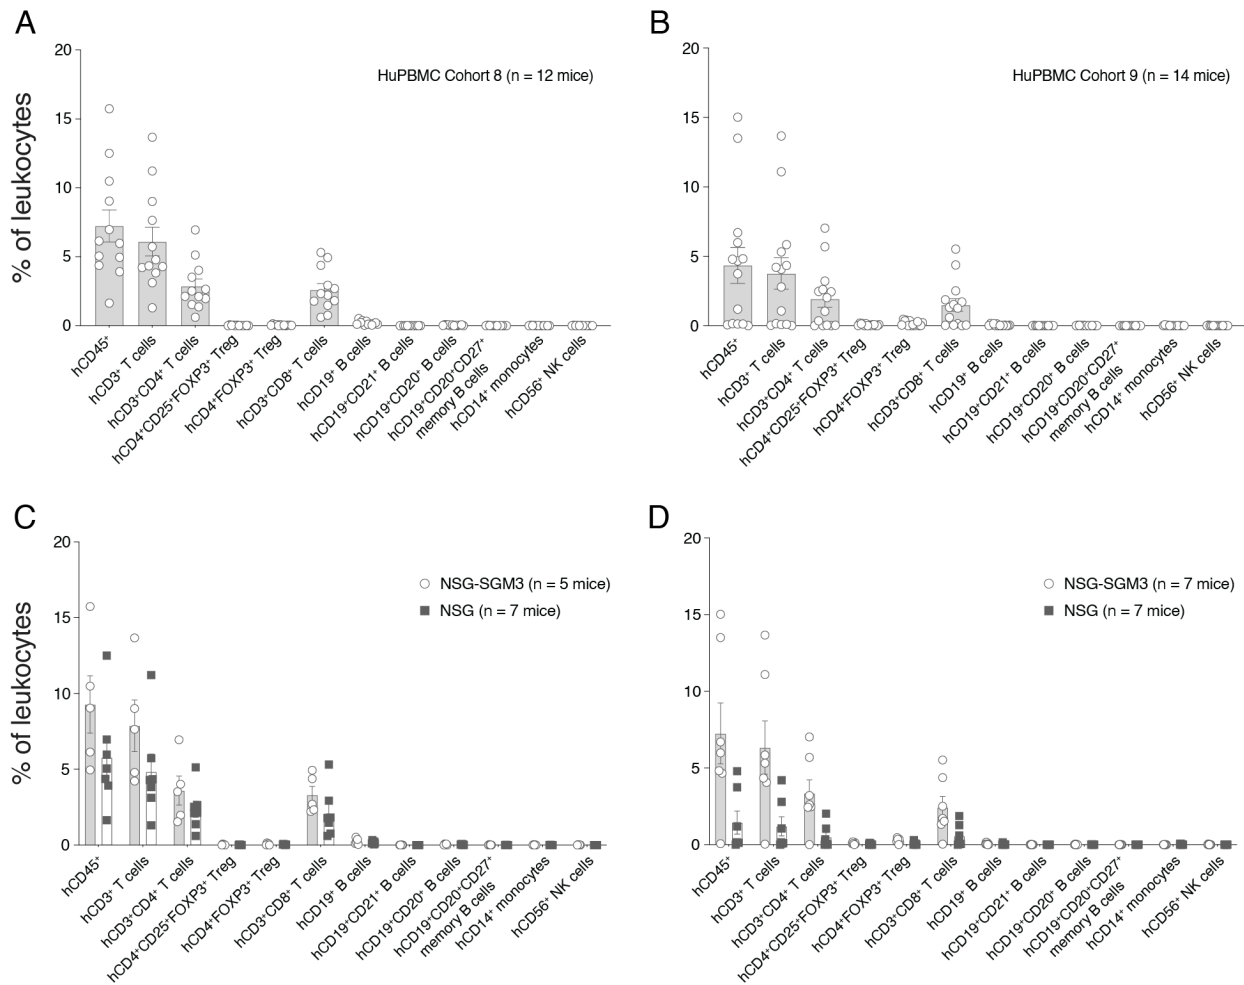 A
20
15
10
5
0
% of leukocytes
HuPBMC Cohort 8 (n = 12 mice)
hCD45⁺
hCD3⁺ T cells
hCD3⁺CD4⁺ T cells
hCD4⁺CD25⁺FOXP3⁺ Treg
hCD4⁺FOXP3⁺ Treg
hCD3⁺CD8⁺ T cells
hCD19⁺ B cells
hCD19⁺CD21⁺ B cells
hCD19⁺CD20⁺ B cells
hCD19⁺CD20⁺CD27⁺
memory B cells
hCD14⁺ monocytes
hCD56⁺ NK cells
B
20
15
10
5
0
HuPBMC Cohort 9 (n = 14 mice)
hCD45⁺
hCD3⁺ T cells
hCD3⁺CD4⁺ T cells
hCD4⁺CD25⁺FOXP3⁺ Treg
hCD4⁺FOXP3⁺ Treg
hCD3⁺CD8⁺ T cells
hCD19⁺ B cells
hCD19⁺CD21⁺ B cells
hCD19⁺CD20⁺ B cells
hCD19⁺CD20⁺CD27⁺
memory B cells
hCD14⁺ monocytes
hCD56⁺ NK cells
C
20
15
10
5
0
% of leukocytes
NSG-SGM3 (n = 5 mice)
NSG (n = 7 mice)
hCD45⁺
hCD3⁺ T cells
hCD3⁺CD4⁺ T cells
hCD4⁺CD25⁺FOXP3⁺ Treg
hCD4⁺FOXP3⁺ Treg
hCD3⁺CD8⁺ T cells
hCD19⁺ B cells
hCD19⁺CD21⁺ B cells
hCD19⁺CD20⁺ B cells
hCD19⁺CD20⁺CD27⁺
memory B cells
hCD14⁺ monocytes
hCD56⁺ NK cells
D
20
15
10
5
0
NSG-SGM3 (n = 7 mice)
NSG (n = 7 mice)
hCD45⁺
hCD3⁺ T cells
hCD3⁺CD4⁺ T cells
hCD4⁺CD25⁺FOXP3⁺ Treg
hCD4⁺FOXP3⁺ Treg
hCD3⁺CD8⁺ T cells
hCD19⁺ B cells
hCD19⁺CD21⁺ B cells
hCD19⁺CD20⁺ B cells
hCD19⁺CD20⁺CD27⁺
memory B cells
hCD14⁺ monocytes
hCD56⁺ NK cells